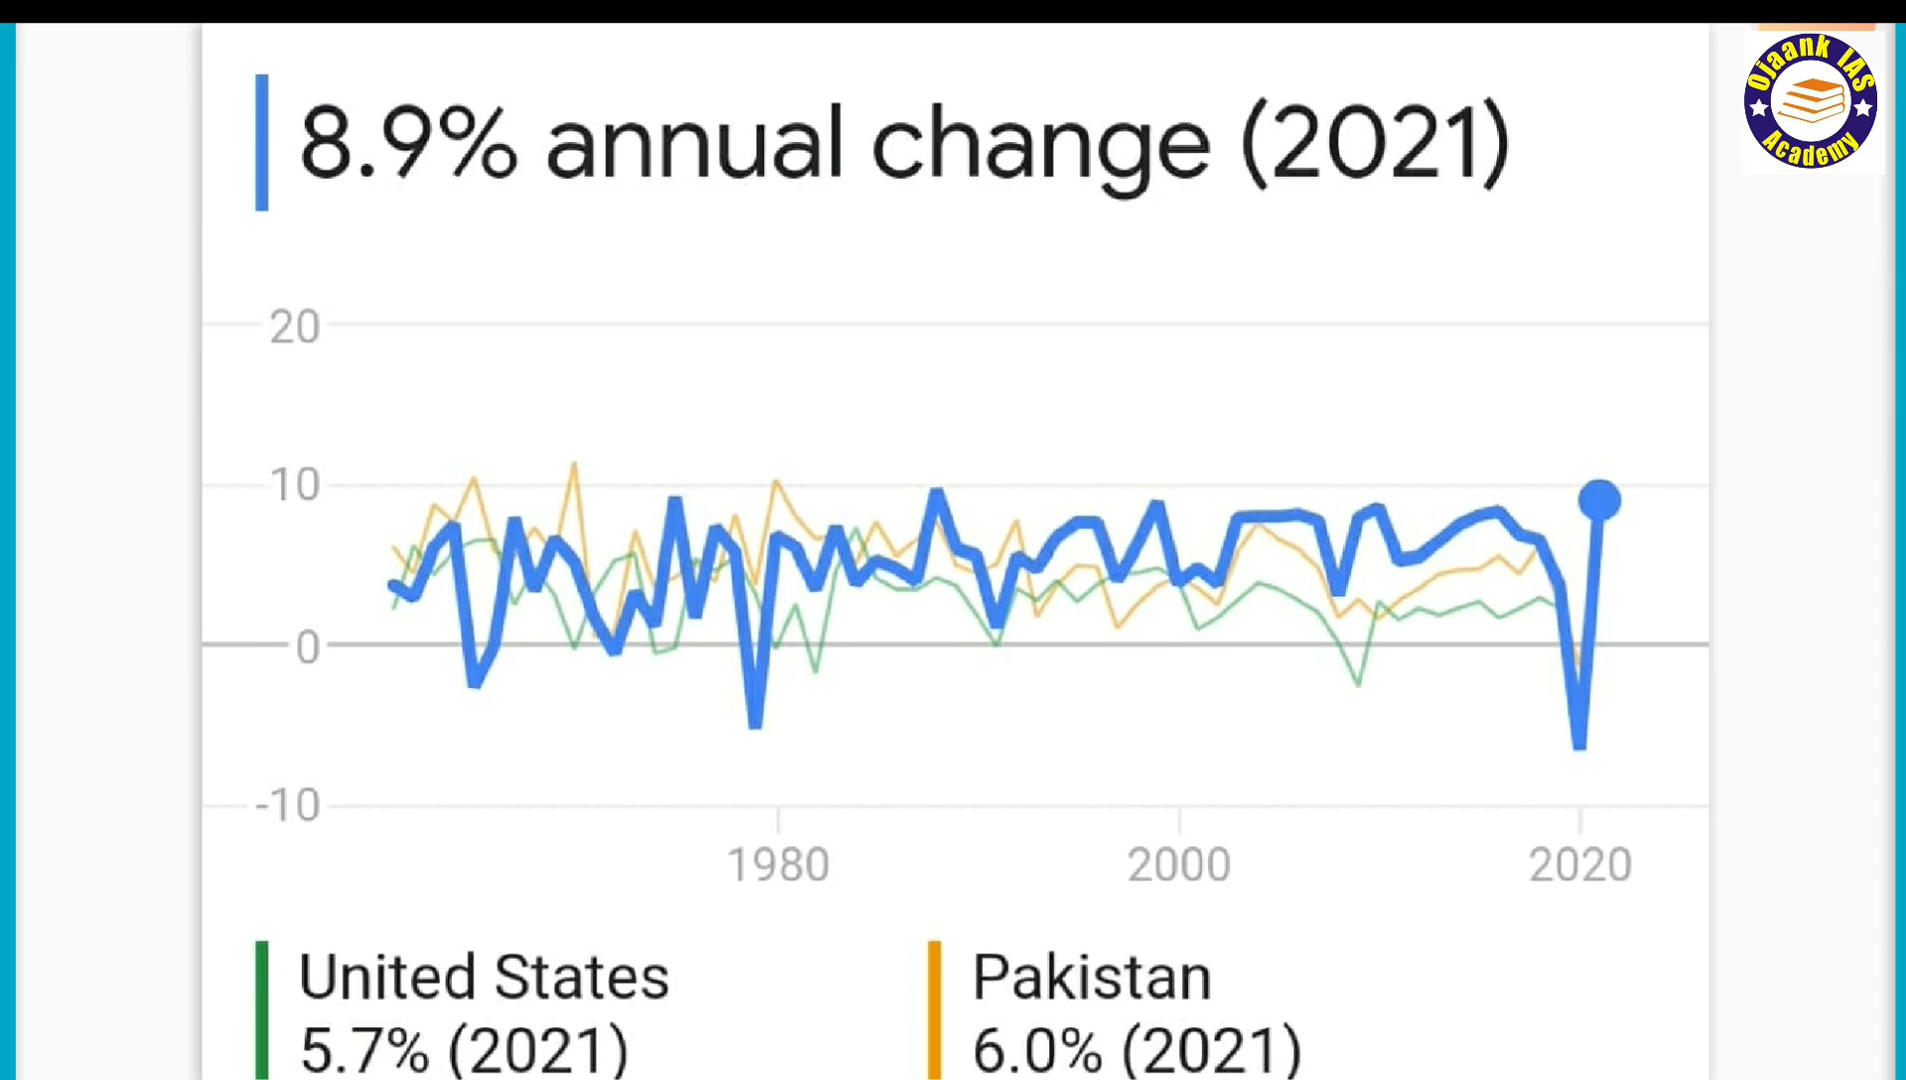 8.9% annual change (2021)
Ojaank IAS
Academy
20
10
0
-10
1980 2000 2020
United States
5.7% (2021)
Pakistan
6.0% (2021)